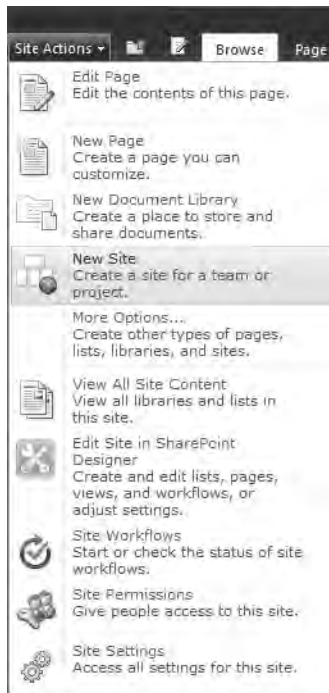 Site Actions Browse Page
Edit Page
Edit the contents of this page.
New Page
Create a page you can
customize.
New Document Library
Create a place to store and
share documents.
New Site
Create a site for a team or
project.
More Options...
Create other types of pages,
lists, libraries, and sites.
View All Site Content
View all libraries and lists in
this site.
Edit Site in SharePoint
Designer
Create and edit lists, pages,
views, and workflows, or
adjust settings.
Site Workflows
Start or check the status of site
workflows.
Site Permissions
Give people access to this site.
Site Settings
Access all settings for this site.